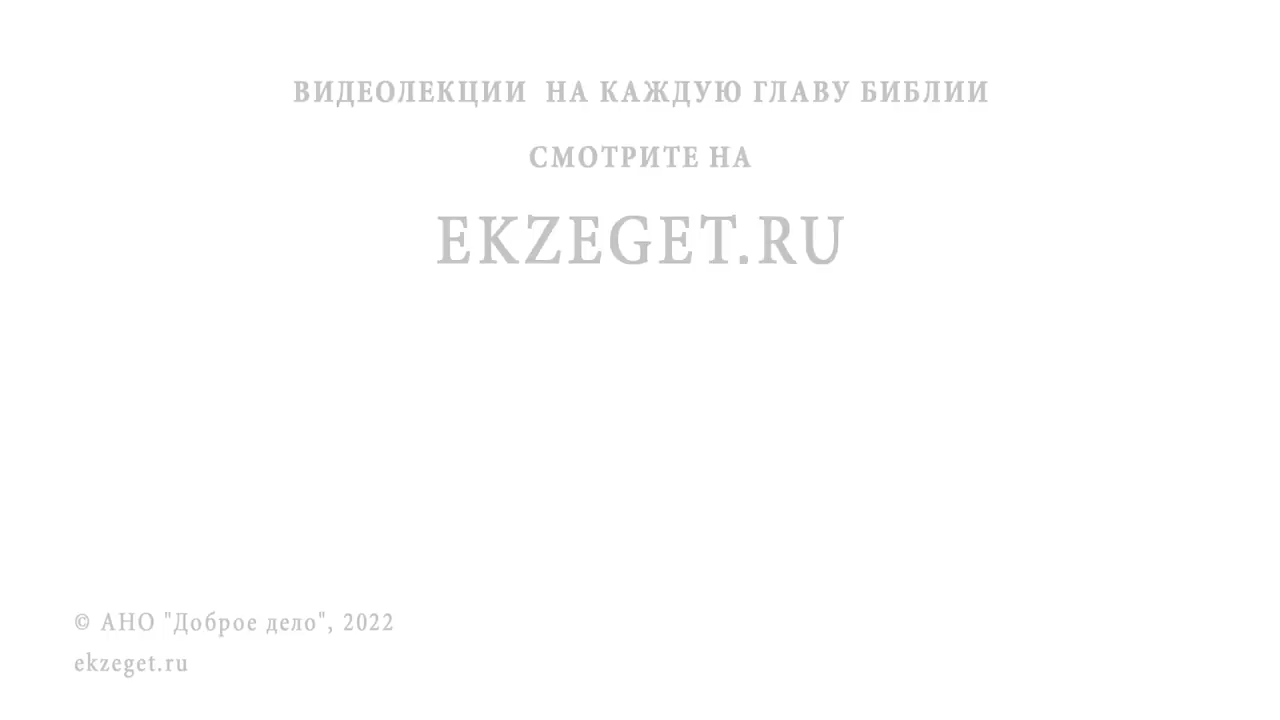 ВИДЕОЛЕКЦИИ НА КАЖДУЮ ГЛАВУ БИБЛИИ
СМОТРИТЕ НА
EKZEGET.RU
© АНО "Доброе дело", 2022
ekzeget.ru